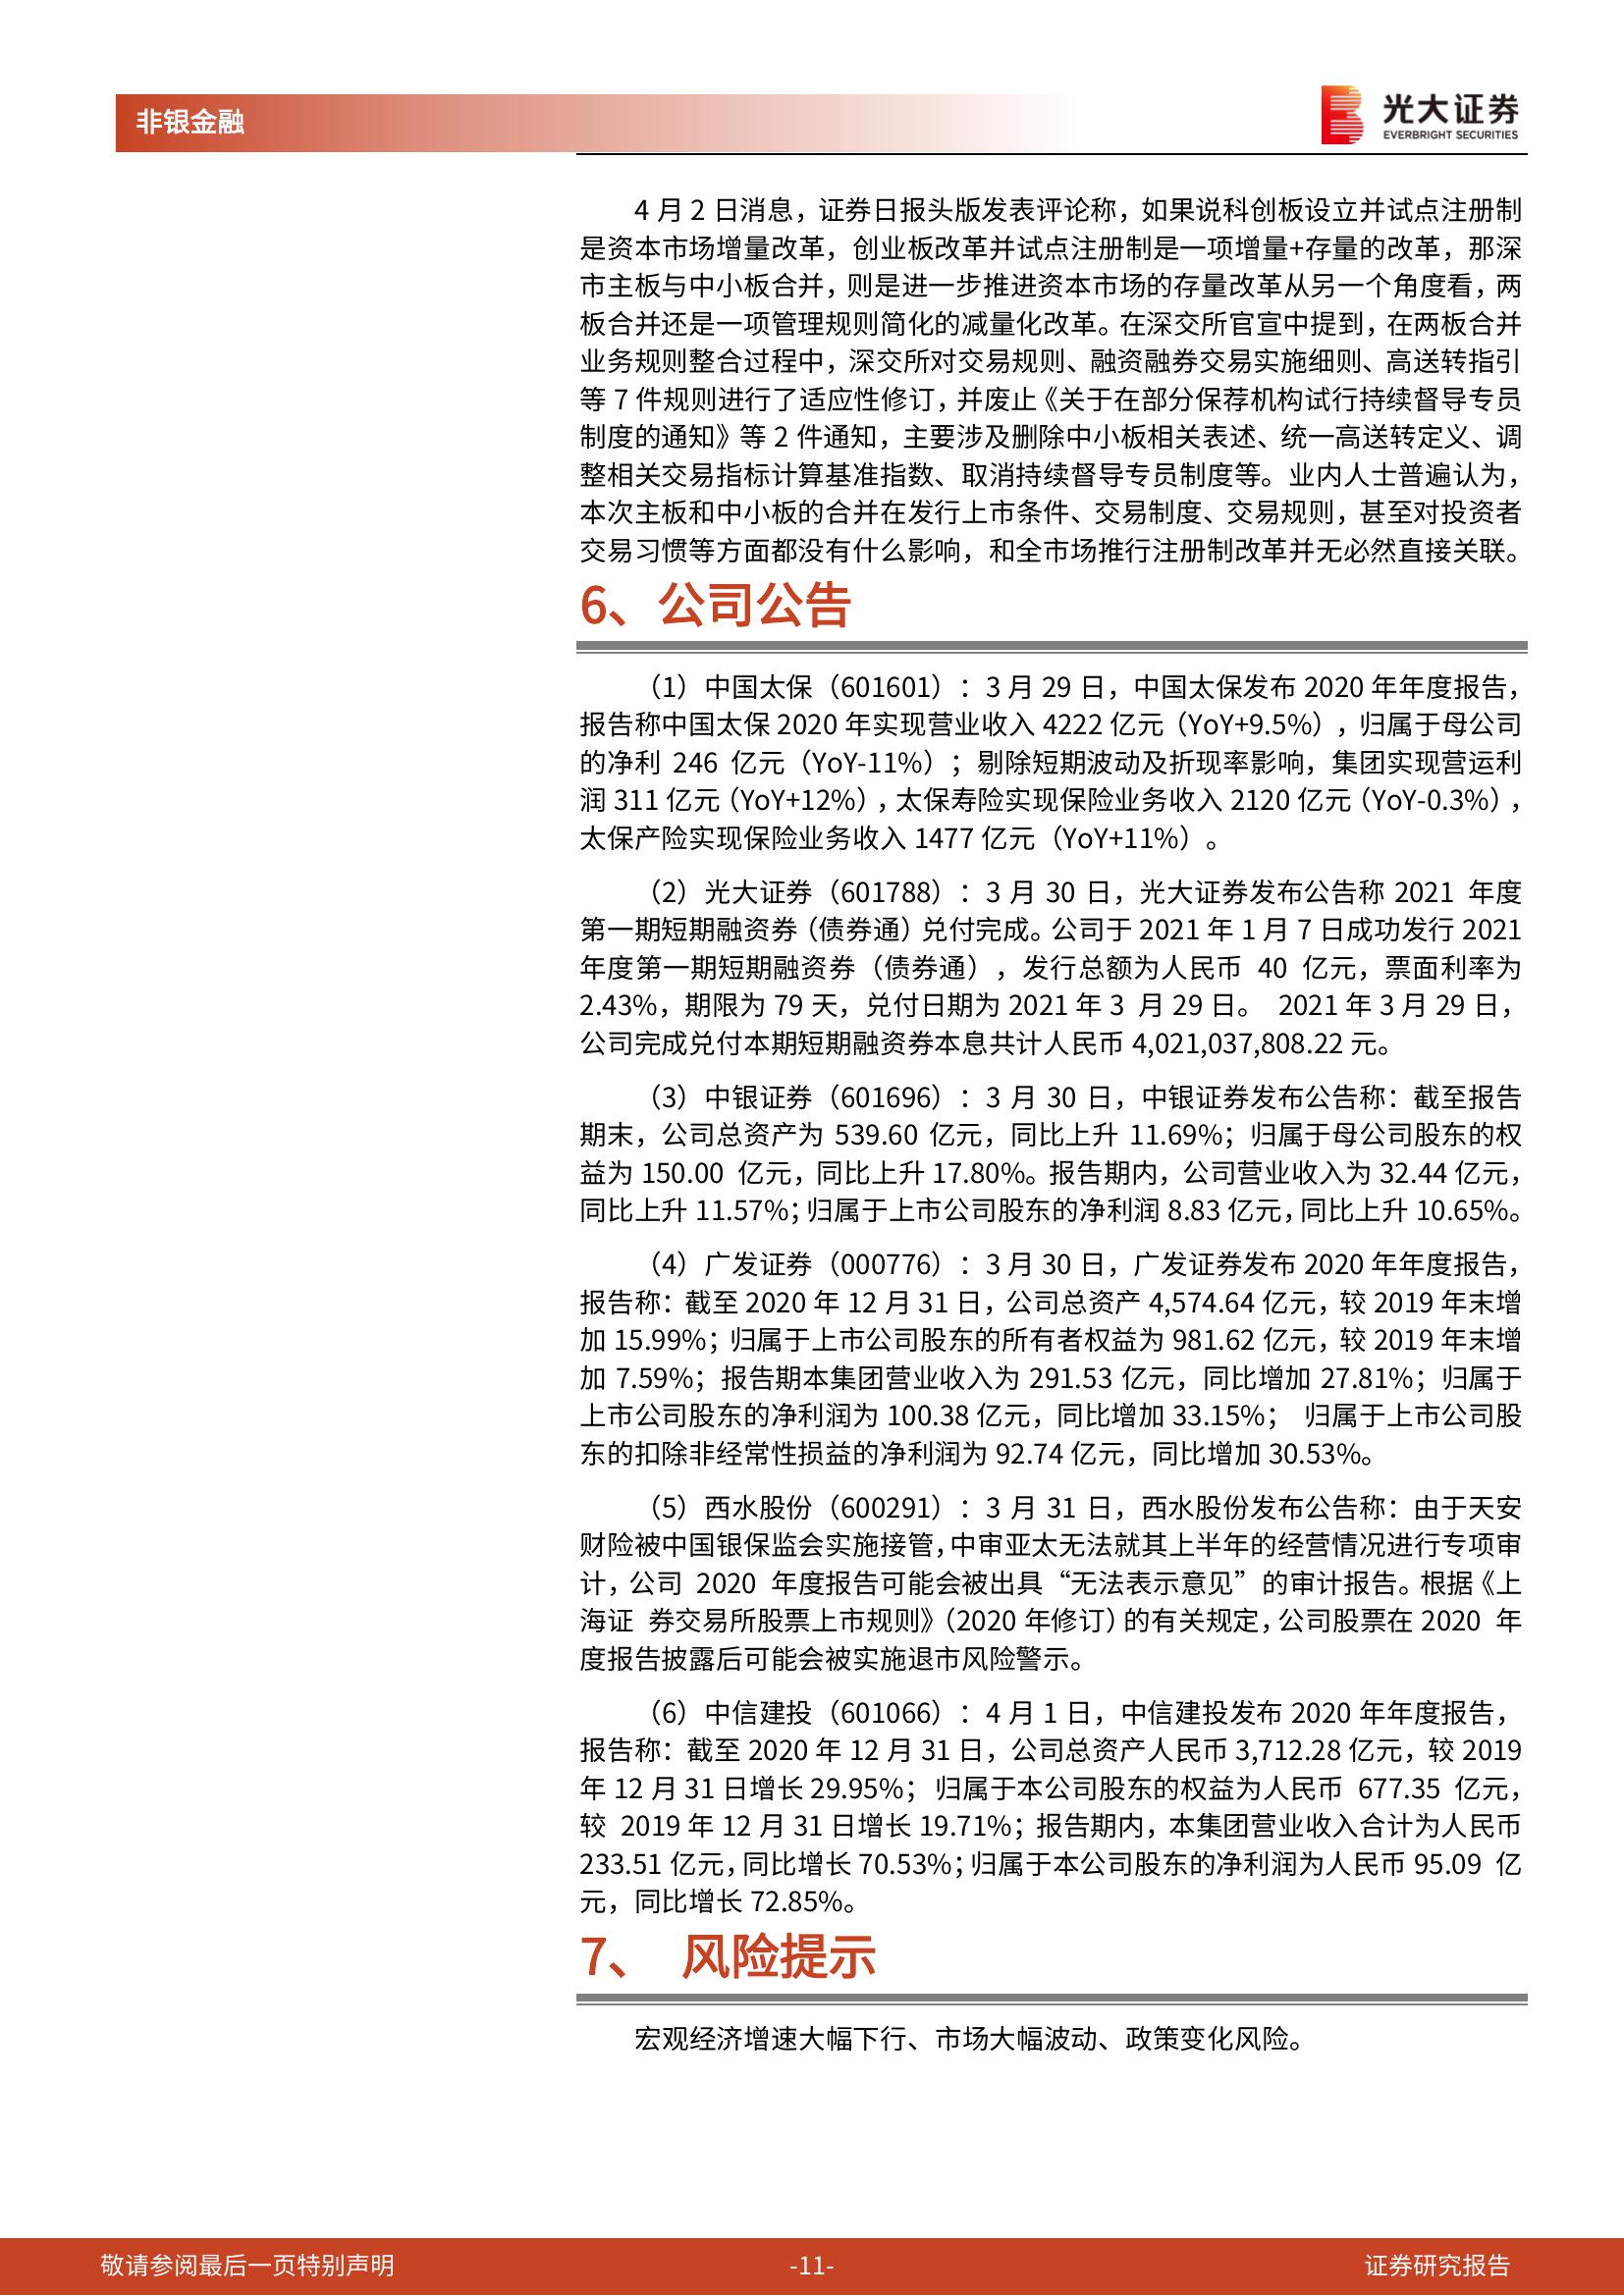 非银金融
光大证券
EVERBRIGHT SECURITIES
4 月 2 日消息，证券日报头版发表评论称，如果说科创板设立并试点注册制
是资本市场增量改革，创业板改革并试点注册制是一项增量+存量的改革，那深
市主板与中小板合并，则是进一步推进资本市场的存量改革从另一个角度看，两
板合并还是一项管理规则简化的减量化改革。在深交所官宣中提到，在两板合并
业务规则整合过程中，深交所对交易规则、融资融券交易实施细则、高送转指引
等 7 件规则进行了适应性修订，并废止《关于在部分保荐机构试行持续督导专员
制度的通知》等 2 件通知，主要涉及删除中小板相关表述、统一高送转定义、调
整相关交易指标计算基准指数、取消持续督导专员制度等。业内人士普遍认为，
本次主板和中小板的合并在发行上市条件、交易制度、交易规则，甚至对投资者
交易习惯等方面都没有什么影响，和全市场推行注册制改革并无必然直接关联。
6、公司公告
（1）中国太保（601601）：3 月 29 日，中国太保发布 2020 年年度报告，
报告称中国太保 2020 年实现营业收入 4222 亿元（YoY+9.5%），归属于母公司
的净利 246 亿元（YoY-11%）；剔除短期波动及折现率影响，集团实现营运利
润 311 亿元（YoY+12%），太保寿险实现保险业务收入 2120 亿元（YoY-0.3%），
太保产险实现保险业务收入 1477 亿元（YoY+11%）。
（2）光大证券（601788）：3 月 30 日，光大证券发布公告称 2021 年度
第一期短期融资券（债券通）兑付完成。公司于 2021 年 1 月 7 日成功发行 2021
年度第一期短期融资券（债券通），发行总额为人民币 40 亿元，票面利率为
2.43%，期限为 79 天，兑付日期为 2021 年 3 月 29 日。 2021 年 3 月 29 日，
公司完成兑付本期短期融资券本息共计人民币 4,021,037,808.22 元。
（3）中银证券（601696）：3 月 30 日，中银证券发布公告称：截至报告
期末，公司总资产为 539.60 亿元，同比上升 11.69%；归属于母公司股东的权
益为 150.00 亿元，同比上升 17.80%。报告期内，公司营业收入为 32.44 亿元，
同比上升 11.57%；归属于上市公司股东的净利润 8.83 亿元，同比上升 10.65%。
（4）广发证券（000776）：3 月 30 日，广发证券发布 2020 年年度报告，
报告称：截至 2020 年 12 月 31 日，公司总资产 4,574.64 亿元，较 2019 年末增
加 15.99%；归属于上市公司股东的所有者权益为 981.62 亿元，较 2019 年末增
加 7.59%；报告期本集团营业收入为 291.53 亿元，同比增加 27.81%；归属于
上市公司股东的净利润为 100.38 亿元，同比增加 33.15%； 归属于上市公司股
东的扣除非经常性损益的净利润为 92.74 亿元，同比增加 30.53%。
（5）西水股份（600291）：3 月 31 日，西水股份发布公告称：由于天安
财险被中国银保监会实施接管，中审亚太无法就其上半年的经营情况进行专项审
计，公司 2020 年度报告可能会被出具“无法表示意见”的审计报告。根据《上
海证 券交易所股票上市规则》（2020 年修订）的有关规定，公司股票在 2020 年
度报告披露后可能会被实施退市风险警示。
（6）中信建投（601066）：4 月 1 日，中信建投发布 2020 年年度报告，
报告称：截至 2020 年 12 月 31 日，公司总资产人民币 3,712.28 亿元，较 2019
年 12 月 31 日增长 29.95%； 归属于本公司股东的权益为人民币 677.35 亿元，
较 2019 年 12 月 31 日增长 19.71%；报告期内，本集团营业收入合计为人民币
233.51 亿元，同比增长 70.53%；归属于本公司股东的净利润为人民币 95.09 亿
元，同比增长 72.85%。
7、 风险提示
宏观经济增速大幅下行、市场大幅波动、政策变化风险。
敬请参阅最后一页特别声明
-11-
证券研究报告